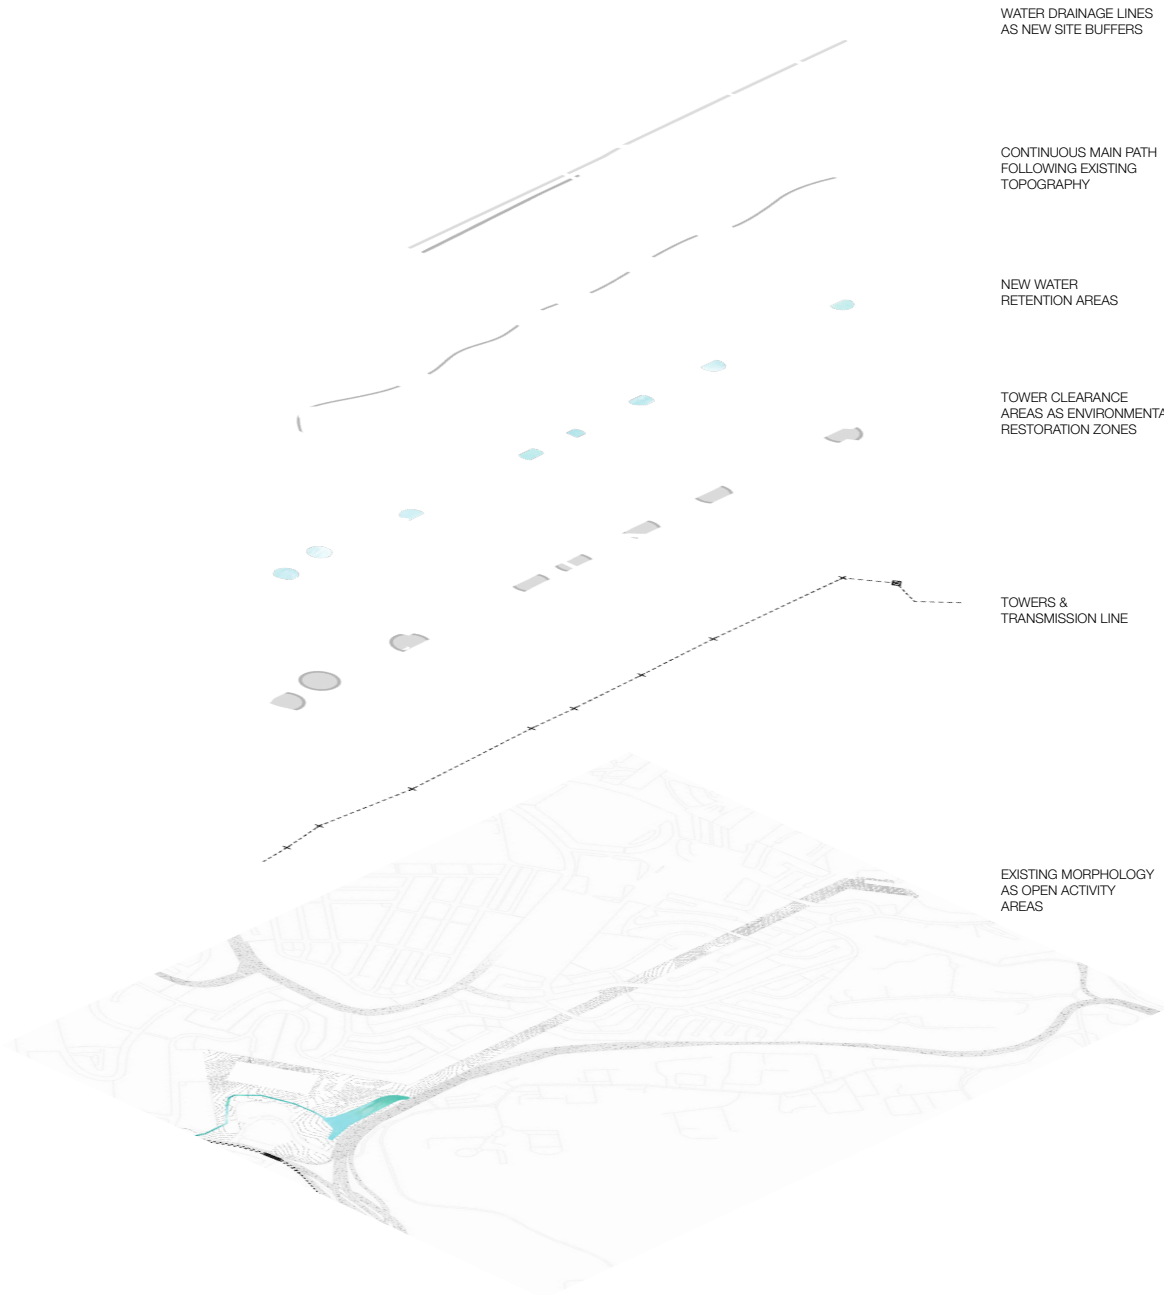 WATER DRAINAGE LINES
AS NEW SITE BUFFERS
CONTINUOUS MAIN PATH
FOLLOWING EXISTING
TOPOGRAPHY
NEW WATER
RETENTION AREAS
TOWER CLEARANCE
AREAS AS ENVIRONMENTA
RESTORATION ZONES
TOWERS &
TRANSMISSION LINE
EXISTING MORPHOLOGY
AS OPEN ACTIVITY
AREAS